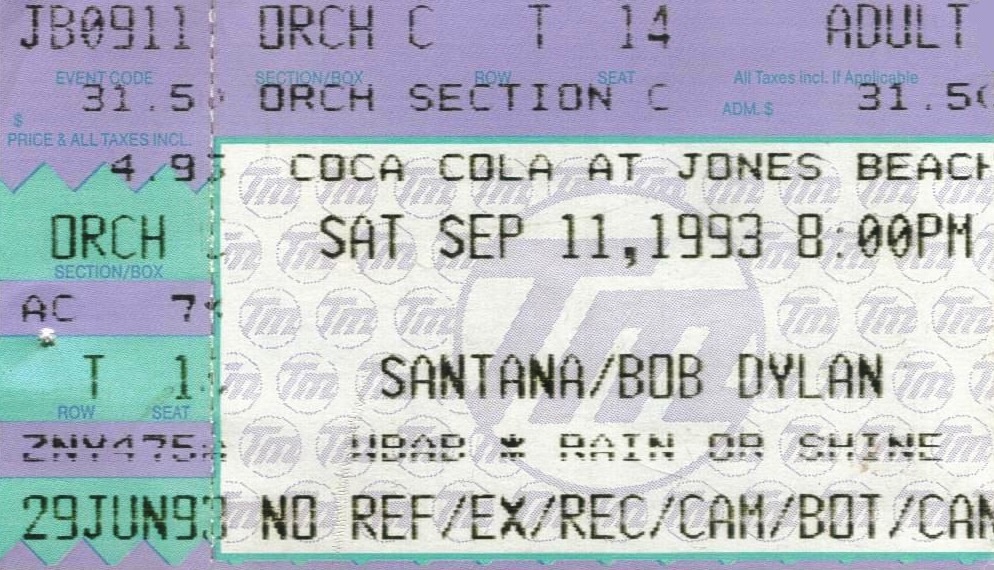 JB0911 ORCH C T 14 ADULT
EVENT CODE SECTION/BOX ROW SEAT All Taxes Incl. If Applicable
31.5 ORCH SECTION C ADM. $ 31.5
$
PRICE & ALL TAXES INCL.
4.9 COCA COLA AT JONES BEACH
ORCH SAT SEP 11,1993 8:00PM
SECTION/BOX
AC 7
T 1 SANTANA/BOB DYLAN
ROW SEAT
ZNY475 WBAB * RAIN OR SHINE
29JUN93 NO REF/EX/REC/CAM/BOT/CAN